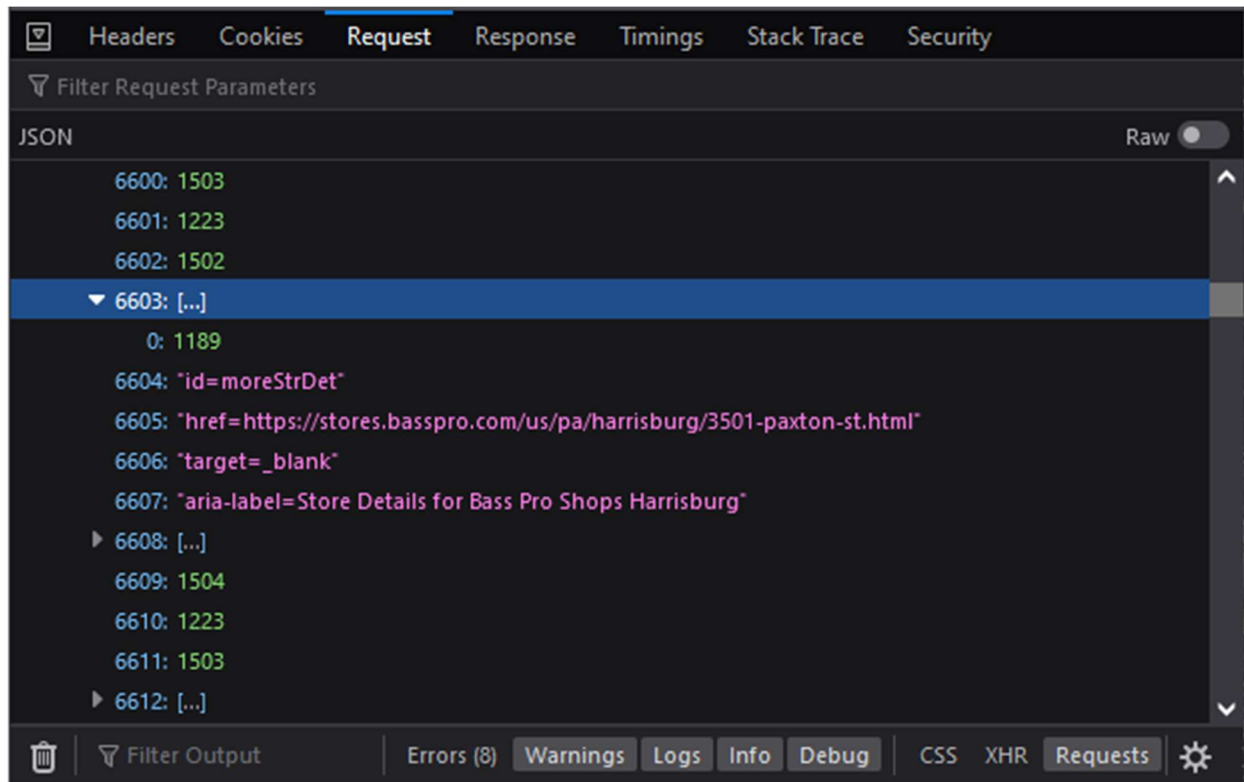 Headers Cookies Request Response Timings Stack Trace Security
Filter Request Parameters
JSON Raw
6600: 1503
6601: 1223
6602: 1502
6603: […]
0: 1189
6604: "id=moreStrDet"
6605: "href=https://stores.basspro.com/us/pa/harrisburg/3501-paxton-st.html"
6606: "target=_blank"
6607: "aria-label=Store Details for Bass Pro Shops Harrisburg"
6608: […]
6609: 1504
6610: 1223
6611: 1503
6612: […]
Filter Output Errors (8) Warnings Logs Info Debug CSS XHR Requests